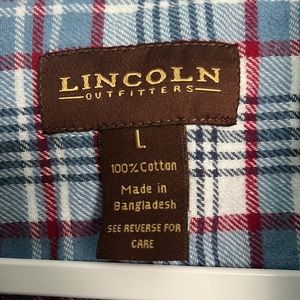 LINCOLN
OUTFITTERS
L
100% Cotton
Made in
Bangladesh
SEE REVERSE FOR
CARE